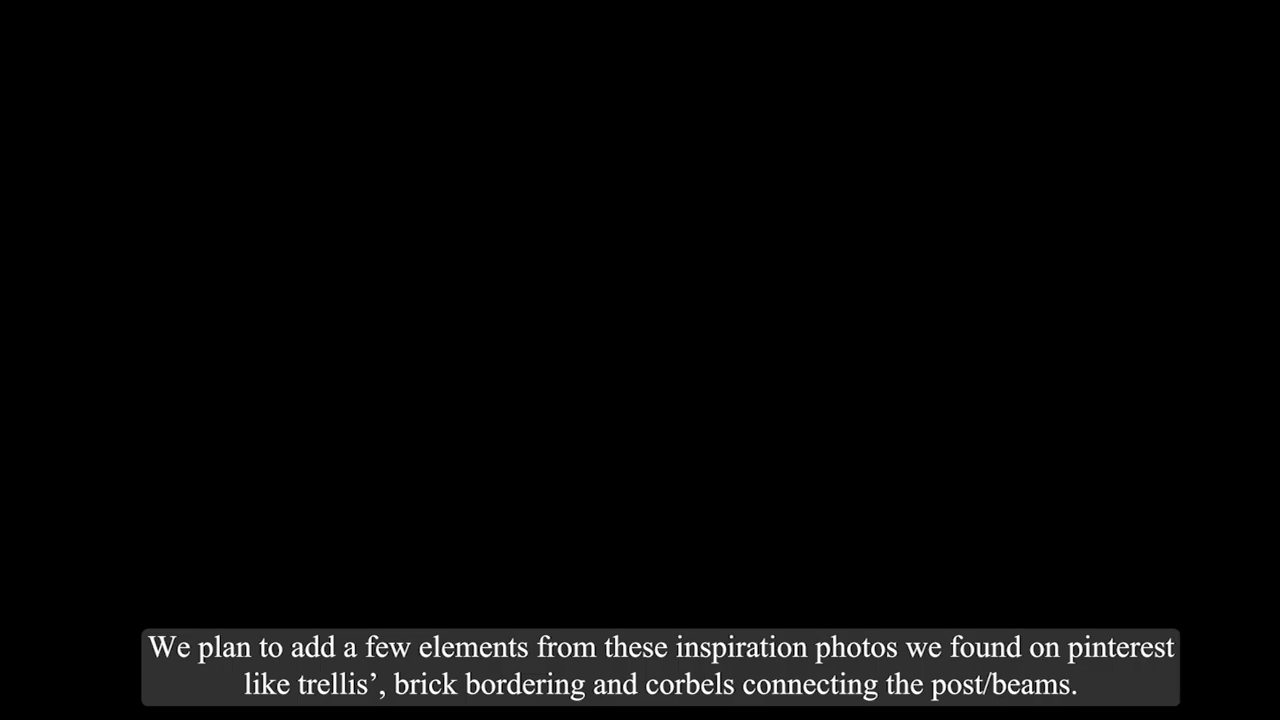 We plan to add a few elements from these inspiration photos we found on pinterest
like trellis’, brick bordering and corbels connecting the post/beams.